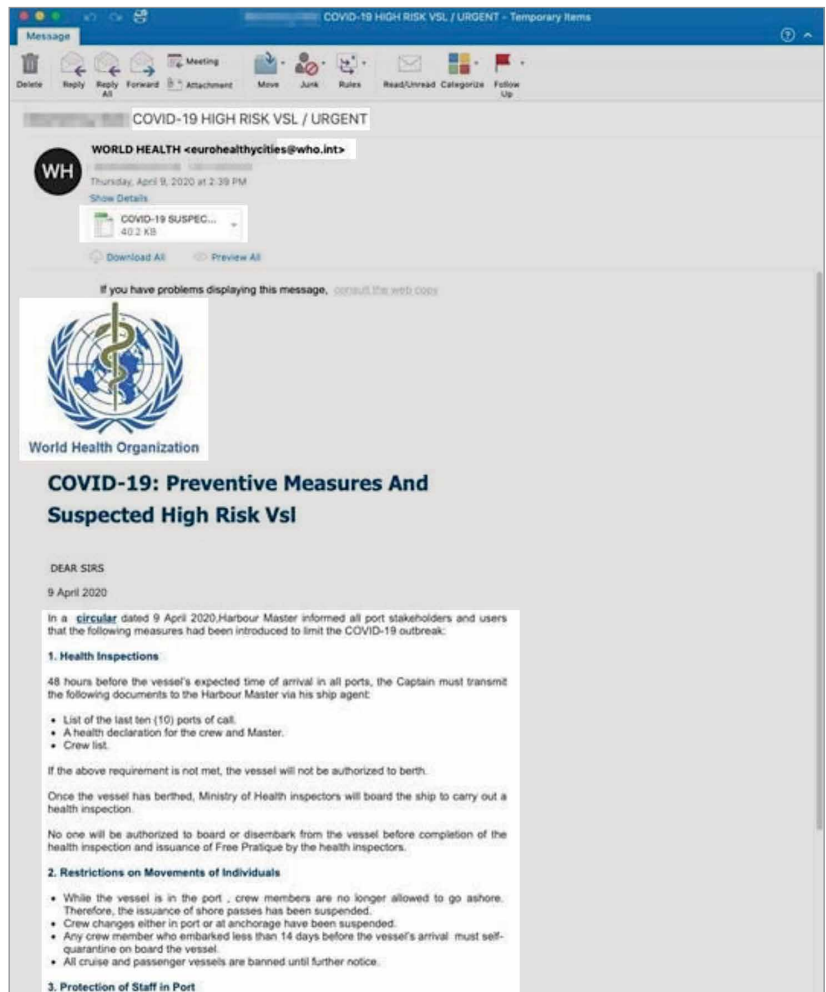 COVID-19 HIGH RISK VSL / URGENT - Temporary Items
Message
Delete
Reply
Reply All
Forward
Meeting
Attachment
Move
Junk
Rules
Read/Unread
Categorize
Follow Up
COVID-19 HIGH RISK VSL / URGENT
WH
WORLD HEALTH <eurohealthycities@who.int>
Thursday, April 9, 2020 at 2:39 PM
Show Details
COVID-19 SUSPEC...
40.2 KB
Download All
Preview All
If you have problems displaying this message, consult the web copy
World Health Organization
COVID-19: Preventive Measures And
Suspected High Risk Vsl
DEAR SIRS
9 April 2020
In a circular dated 9 April 2020,Harbour Master informed all port stakeholders and users
that the following measures had been introduced to limit the COVID-19 outbreak:
1. Health Inspections
48 hours before the vessel's expected time of arrival in all ports, the Captain must transmit
the following documents to the Harbour Master via his ship agent:
• List of the last ten (10) ports of call.
• A health declaration for the crew and Master.
• Crew list.
If the above requirement is not met, the vessel will not be authorized to berth.
Once the vessel has berthed, Ministry of Health inspectors will board the ship to carry out a
health inspection.
No one will be authorized to board or disembark from the vessel before completion of the
health inspection and issuance of Free Pratique by the health inspectors.
2. Restrictions on Movements of Individuals
• While the vessel is in the port , crew members are no longer allowed to go ashore.
Therefore, the issuance of shore passes has been suspended.
• Crew changes either in port or at anchorage have been suspended.
• Any crew member who embarked less than 14 days before the vessel's arrival must self-
quarantine on board the vessel.
• All cruise and passenger vessels are banned until further notice.
3. Protection of Staff in Port